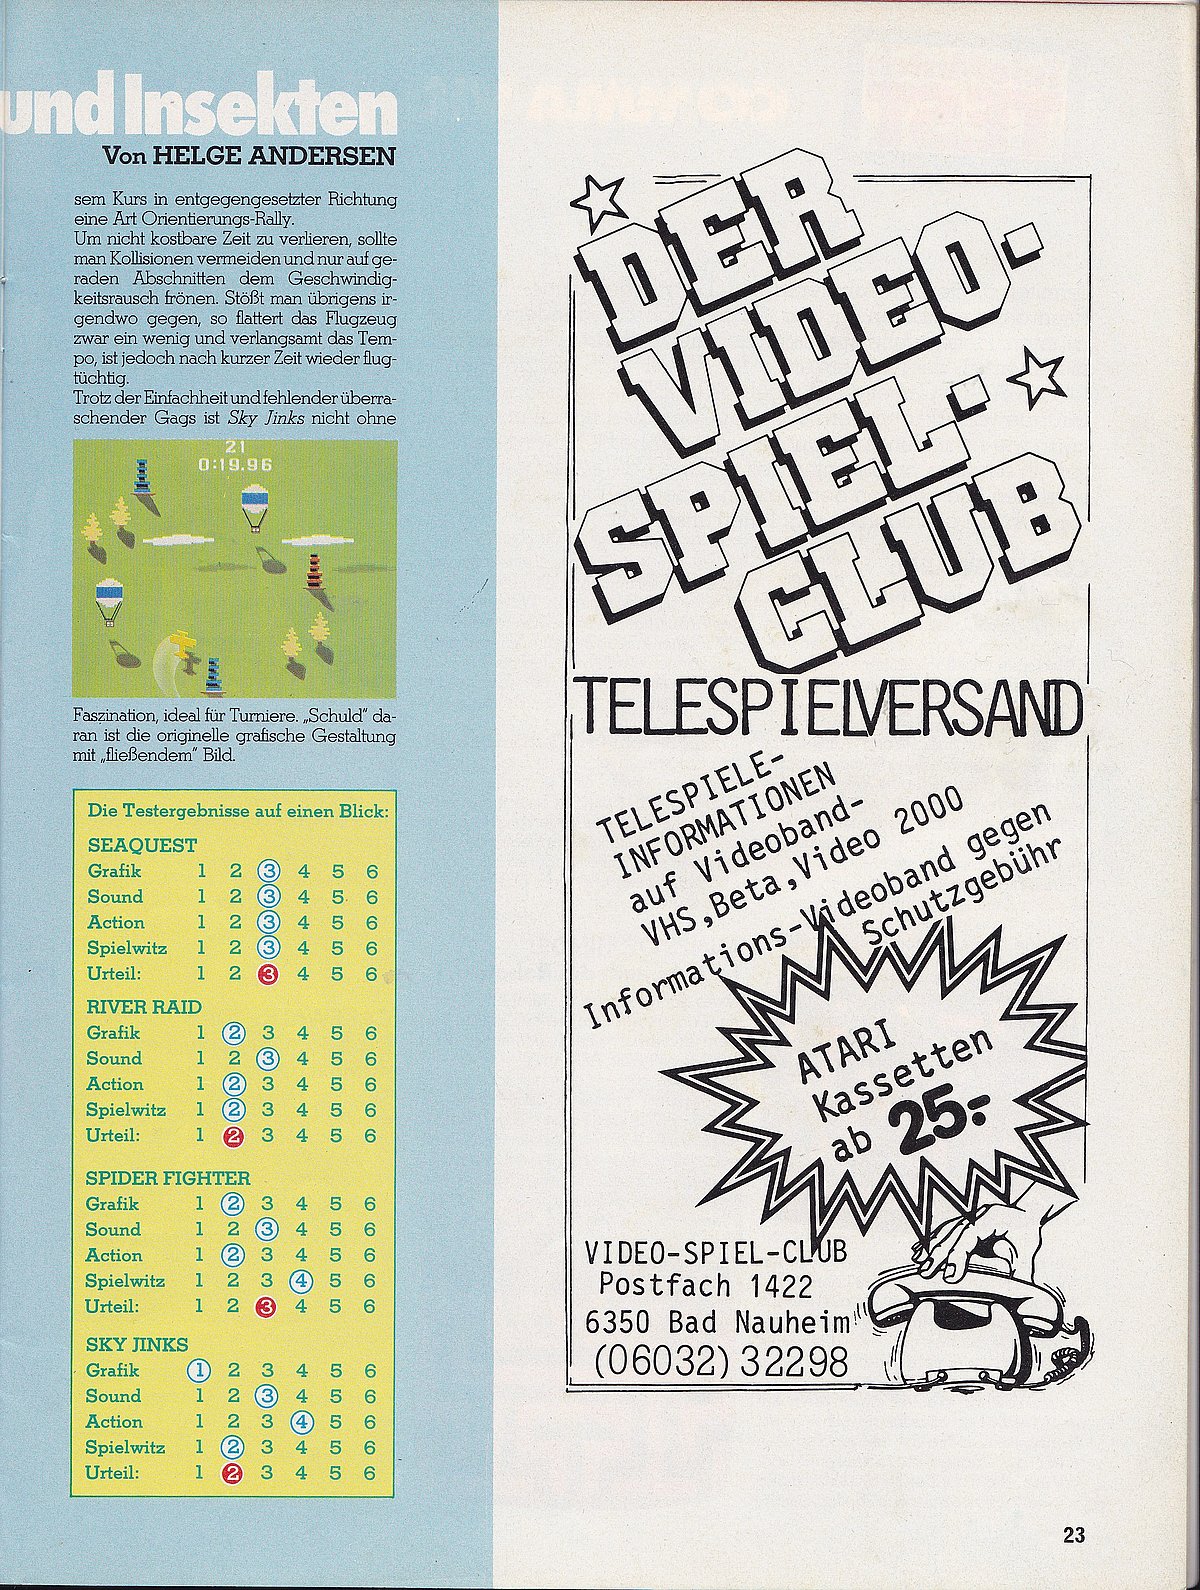 und Insekten
Von HELGE ANDERSEN
sem Kurs in entgegengesetzter Richtung
eine Art Orientierungs-Rally.
Um nicht kostbare Zeit zu verlieren, sollte
man Kollisionen vermeiden und nur auf ge-
raden Abschnitten dem Geschwindig-
keitsrausch frönen. Stößt man übrigens ir-
gendwo gegen, so flattert das Flugzeug
zwar ein wenig und verlangsamt das Tem-
po, ist jedoch nach kurzer Zeit wieder flug-
tüchtig.
Trotz der Einfachheit und fehlender überra-
schender Gags ist Sky Jinks nicht ohne
21
0:19.96
Faszination, ideal für Turniere. „Schuld" da-
ran ist die originelle grafische Gestaltung
mit „fließendem" Bild.
Die Testergebnisse auf einen Blick:
SEAQUEST
Grafik 1 2 3 4 5 6
Sound 1 2 3 4 5 6
Action 1 2 3 4 5 6
Spielwitz 1 2 3 4 5 6
Urteil: 1 2 3 4 5 6
RIVER RAID
Grafik 1 2 3 4 5 6
Sound 1 2 3 4 5 6
Action 1 2 3 4 5 6
Spielwitz 1 2 3 4 5 6
Urteil: 1 2 3 4 5 6
SPIDER FIGHTER
Grafik 1 2 3 4 5 6
Sound 1 2 3 4 5 6
Action 1 2 3 4 5 6
Spielwitz 1 2 3 4 5 6
Urteil: 1 2 3 4 5 6
SKY JINKS
Grafik 1 2 3 4 5 6
Sound 1 2 3 4 5 6
Action 1 2 3 4 5 6
Spielwitz 1 2 3 4 5 6
Urteil: 1 2 3 4 5 6
DER
VIDEO-
SPIEL-
CLUB
TELESPIELVERSAND
TELESPIELE-
INFORMATIONEN
auf Videoband-
VHS,Beta,Video 2000
Informations-Videoband gegen
Schutzgebühr
ATARI
Kassetten
ab 25.-
VIDEO-SPIEL-CLUB
Postfach 1422
6350 Bad Nauheim
(06032) 32298
23